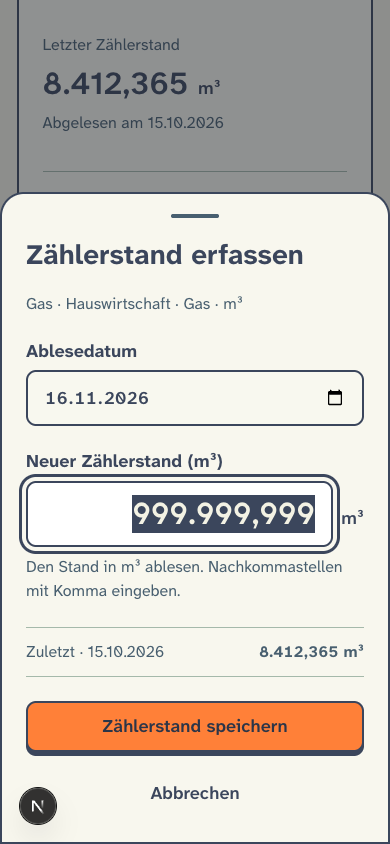 Letzter Zählerstand
8.412,365 m³
Abgelesen am 15.10.2026
Zählerstand erfassen
Gas · Hauswirtschaft · Gas · m³
Ablesedatum
16.11.2026
Neuer Zählerstand (m³)
999.999,999 m³
Den Stand in m³ ablesen. Nachkommastellen
mit Komma eingeben.
Zuletzt · 15.10.2026 8.412,365 m³
Zählerstand speichern
Abbrechen
N